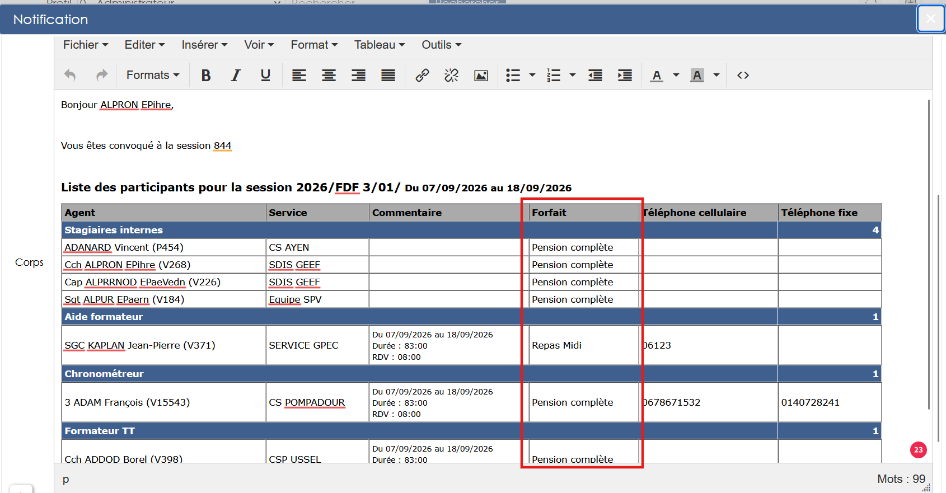 Profil Administrateur Rechercher Rechercher
Notification
Fichier Editer Insérer Voir Format Tableau Outils
Formats B I U A A
Bonjour ALPRON EPihre,
Vous êtes convoqué à la session 844
Liste des participants pour la session 2026/FDF 3/01/ Du 07/09/2026 au 18/09/2026
Agent Service Commentaire Forfait Téléphone cellulaire Téléphone fixe
Stagiaires internes 4
ADANARD Vincent (P454) CS AYEN Pension complète
Cch ALPRON EPihre (V268) SDIS GEEF Pension complète
Corps
Cap ALPRRNOD EPaeVedn (V226) SDIS GEEF Pension complète
Sgt ALPUR EPaern (V184) Equipe SPV Pension complète
Aide formateur 1
SGC KAPLAN Jean-Pierre (V371) SERVICE GPEC Du 07/09/2026 au 18/09/2026
Durée : 83:00
RDV : 08:00
Repas Midi 06123
Chronométreur 1
3 ADAM François (V15543) CS POMPADOUR Du 07/09/2026 au 18/09/2026
Durée : 83:00
RDV : 08:00
Pension complète 0678671532 0140728241
Formateur TT 1
Cch ADDOD Borel (V398) CSP USSEL Du 07/09/2026 au 18/09/2026
Durée : 83:00
Pension complète
23
p Mots : 99